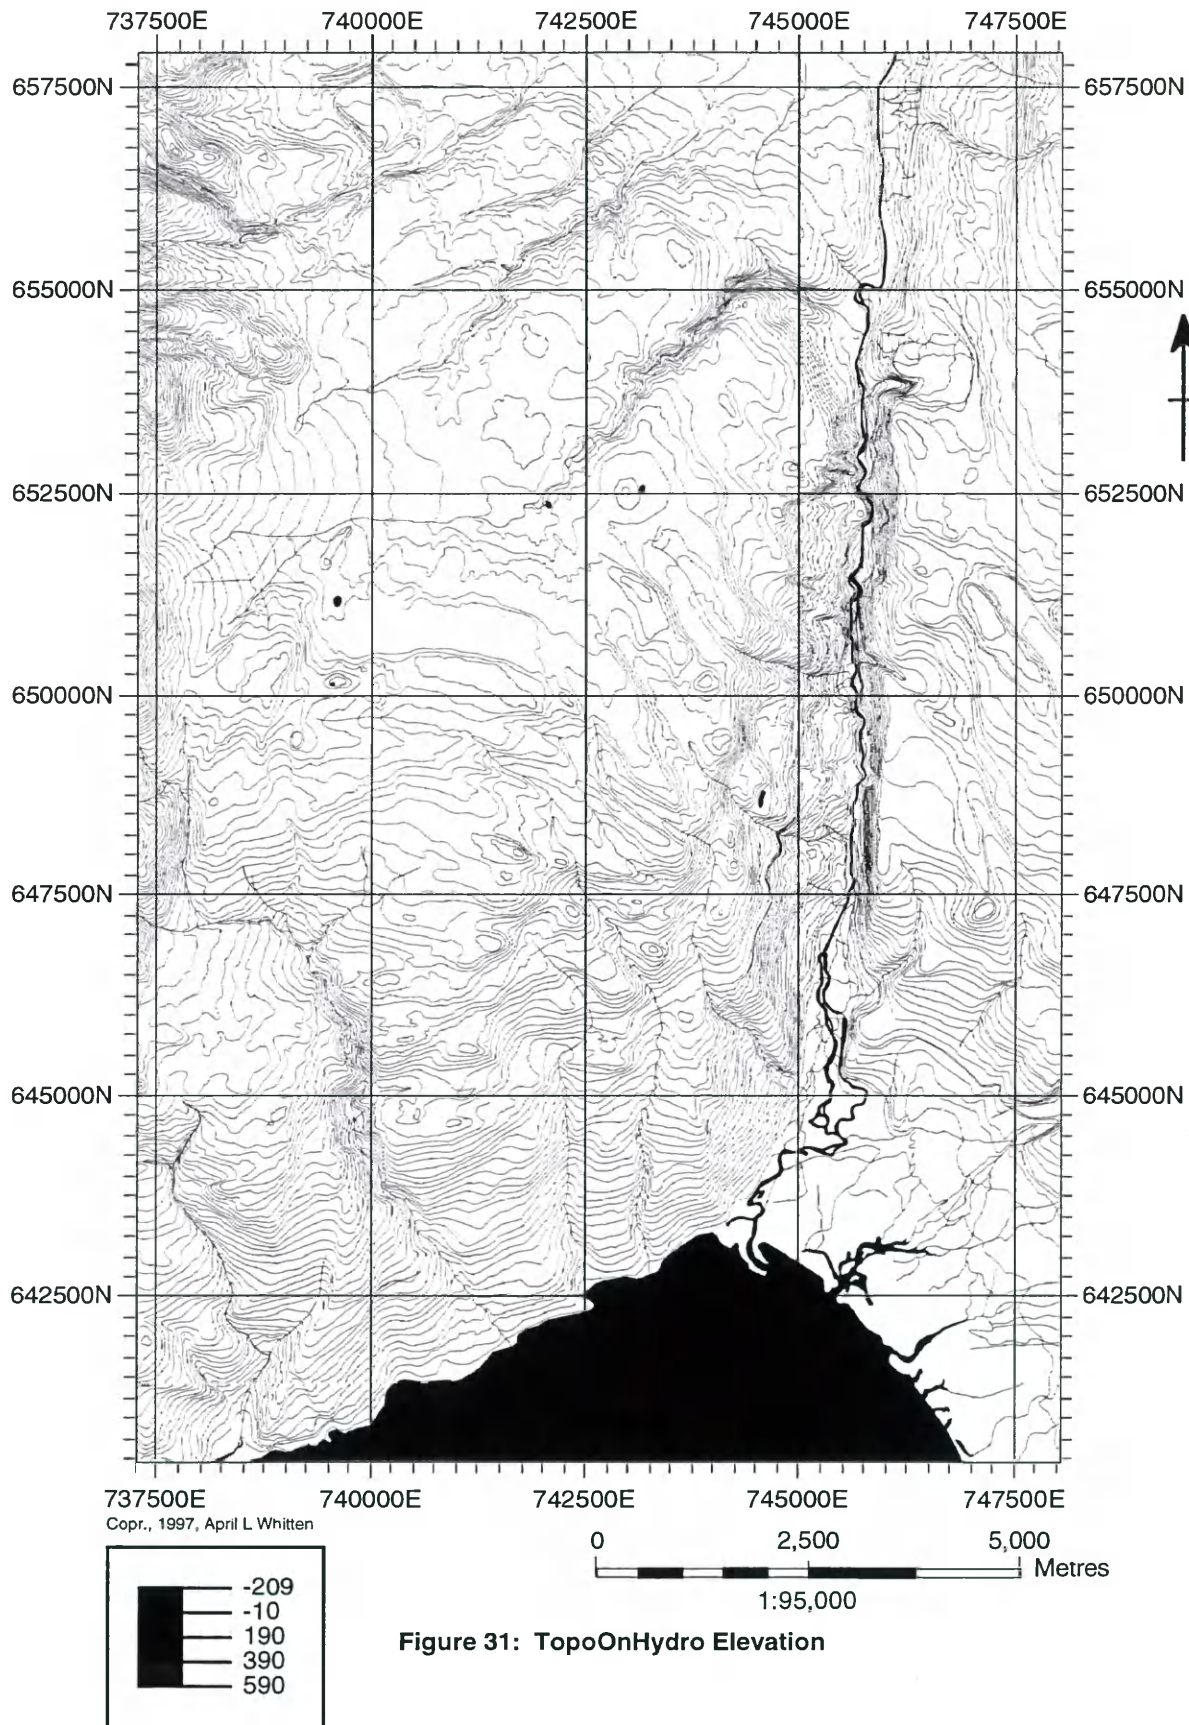 737500E 740000E 742500E 745000E 747500E
657500N 657500N
655000N 655000N
652500N 652500N
650000N 650000N
647500N 647500N
645000N 645000N
642500N 642500N
737500E 740000E 742500E 745000E 747500E
Copr., 1997, April L Whitten
0 2,500 5,000
Metres
1:95,000
-209
-10
190
390
590
Figure 31: TopoOnHydro Elevation